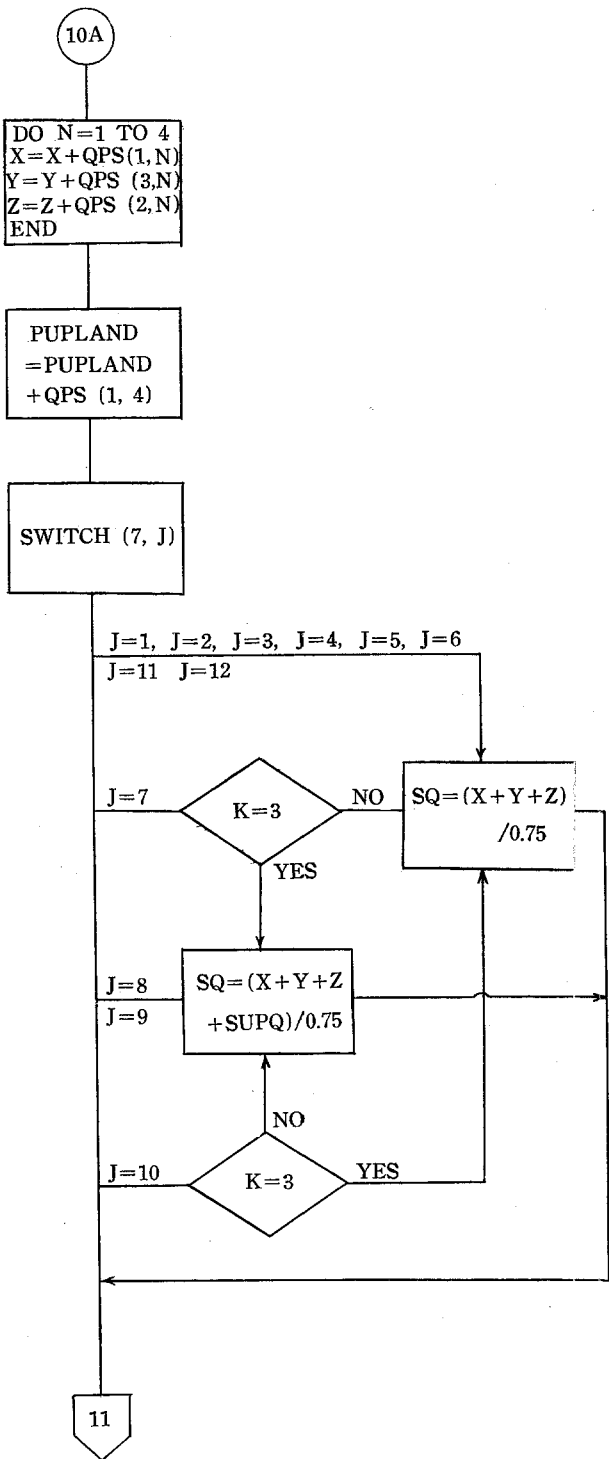 10A
DO N=1 TO 4
X=X+QPS(1,N)
Y=Y+QPS (3,N)
Z=Z+QPS (2,N)
END
PUPLAND
=PUPLAND
+QPS (1, 4)
SWITCH (7, J)
J=1, J=2, J=3, J=4, J=5, J=6
J=11 J=12
J=7
K=3
NO
SQ=(X+Y+Z)
/0.75
YES
J=8
J=9
SQ=(X+Y+Z
+SUPQ)/0.75
NO
J=10
K=3
YES
11